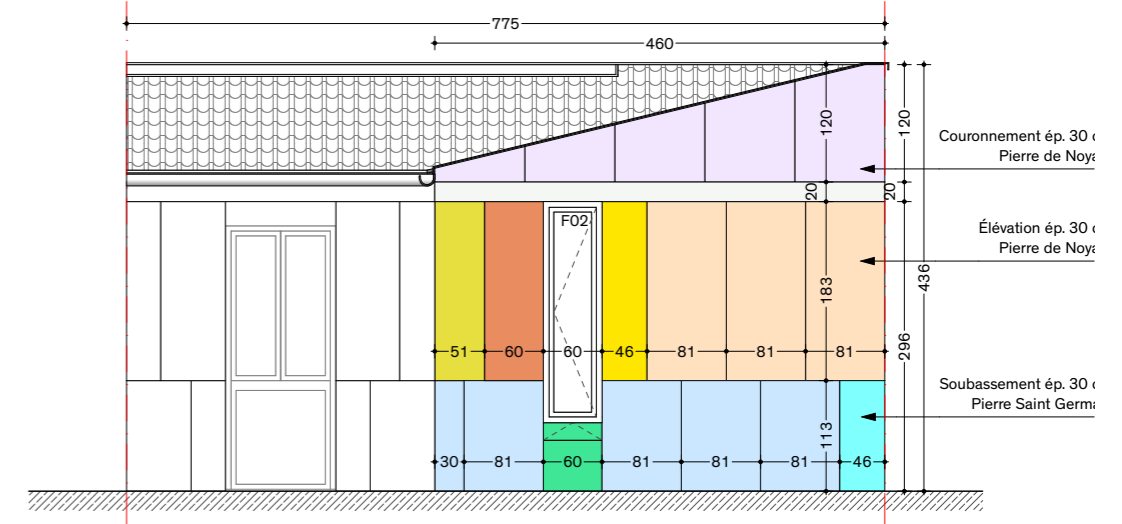 775
460
120
120
Couronnement ép. 30 c
Pierre de Noya
20
20
F02
Élévation ép. 30 c
Pierre de Noya
183
436
296
51 60 60 46 81 81 81
Soubassement ép. 30 c
Pierre Saint Germa
113
30 81 60 81 81 81 46